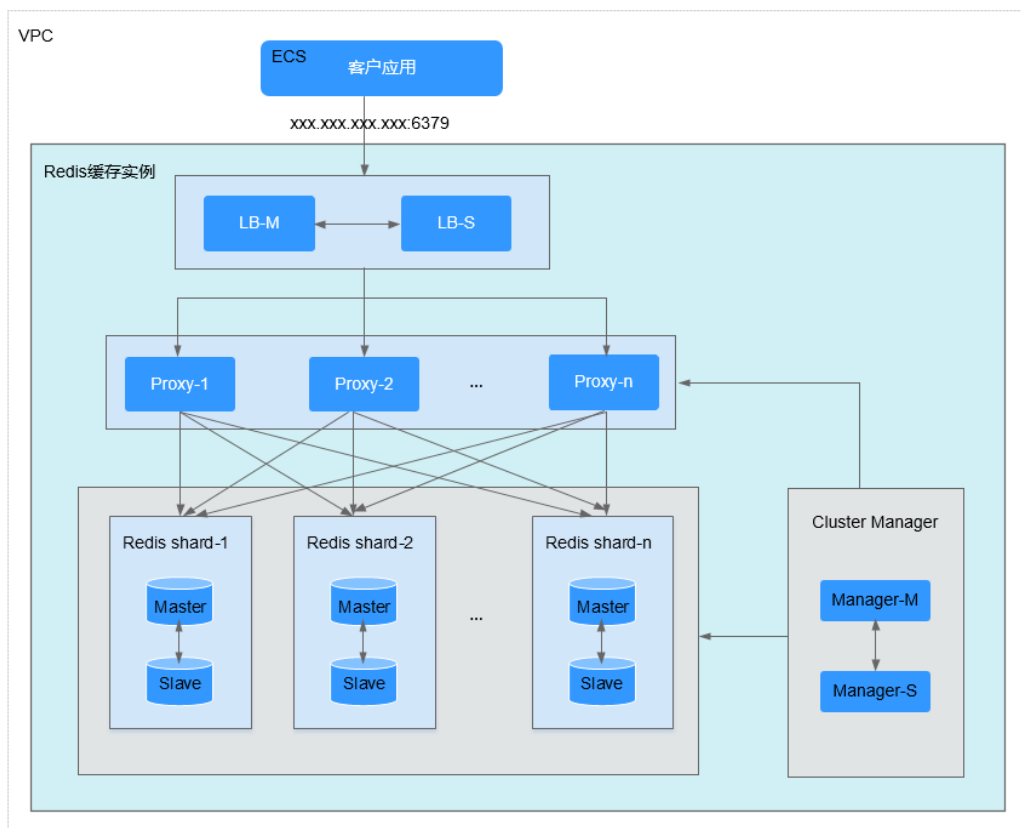 VPC
ECS
客户应用
xxx.xxx.xxx.xxx:6379
Redis缓存实例
LB-M
LB-S
Proxy-1
Proxy-2
...
Proxy-n
Redis shard-1
Redis shard-2
Redis shard-n
Cluster Manager
Master
Master
...
Master
Manager-M
Slave
Slave
Slave
Manager-S